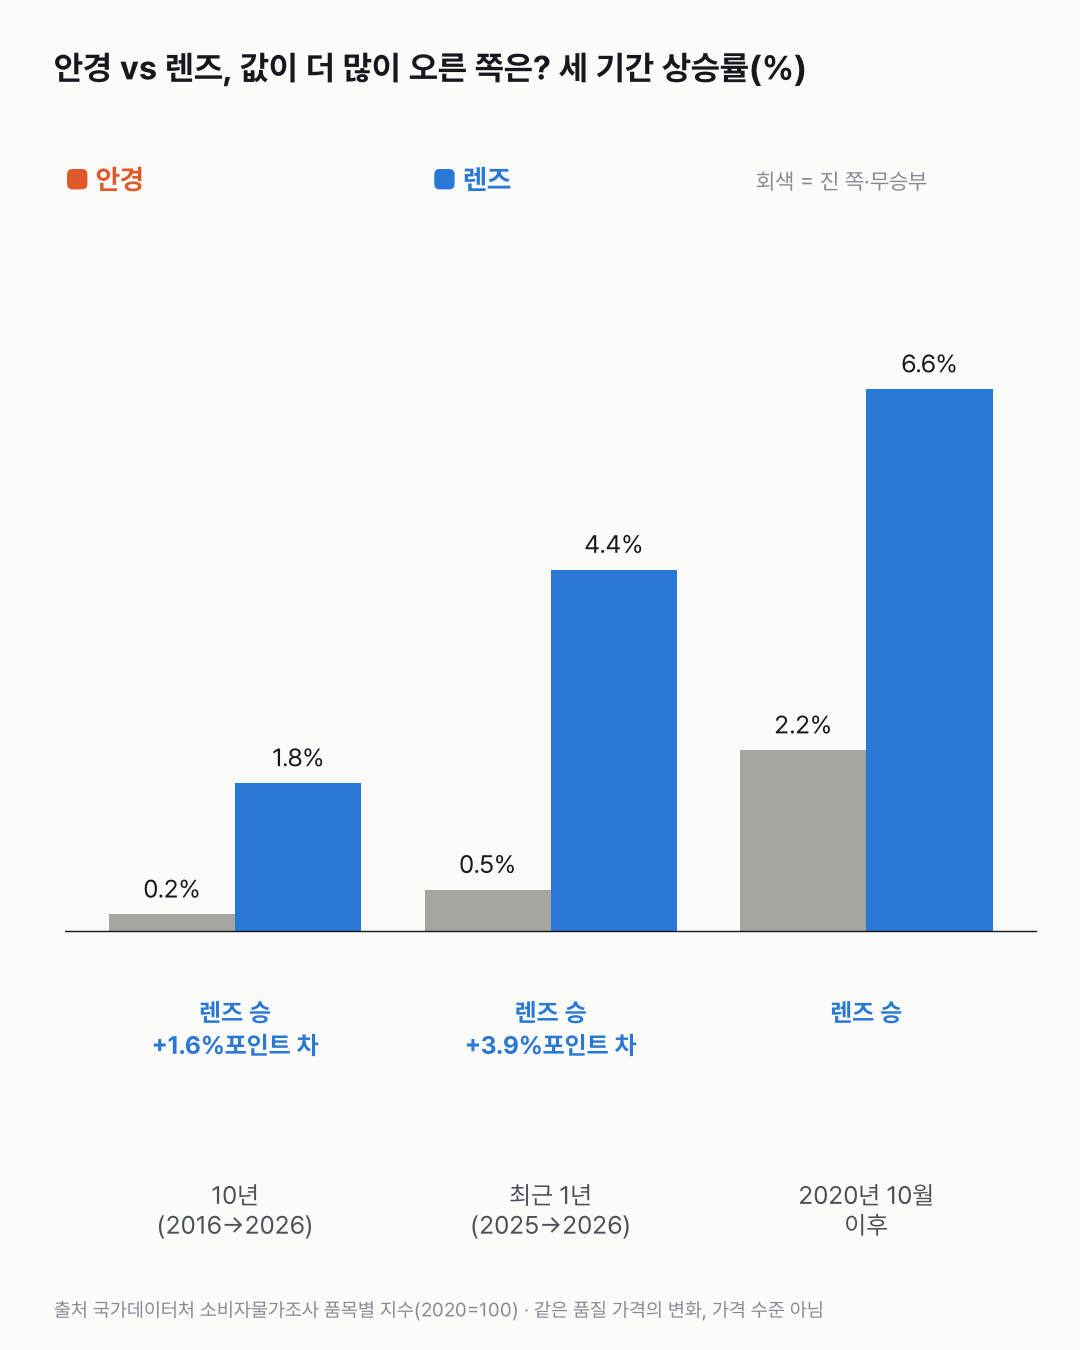 안경 vs 렌즈, 값이 더 많이 오른 쪽은? 세 기간 상승률(%)
안경
렌즈
회색 = 진 쪽·무승부
6.6%
4.4%
2.2%
1.8%
0.5%
0.2%
렌즈 승
+1.6%포인트 차
렌즈 승
+3.9%포인트 차
렌즈 승
10년
(2016→2026)
최근 1년
(2025→2026)
2020년 10월
이후
출처 국가데이터처 소비자물가조사 품목별 지수(2020=100) · 같은 품질 가격의 변화, 가격 수준 아님